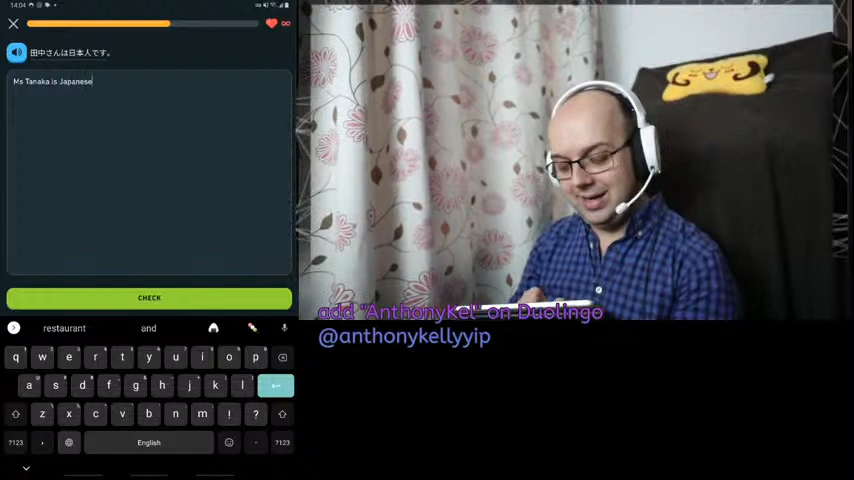 14:04
田中さんは日本人です。
Ms Tanaka is Japanese
CHECK
restaurant and
q w e r t y u i o p
a s d f g h j k l
z x c v b n m ! ?
?123 , English . ?123
add "AnthonyKel" on Duolingo
@anthonykellyyip